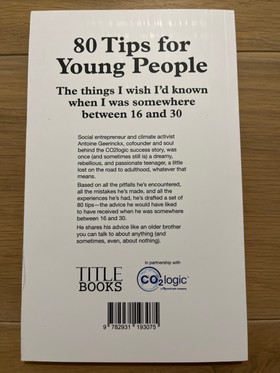 80 Tips for
Young People
The things I wish I'd known
when I was somewhere
between 16 and 30
Social entrepreneur and climate activist
Antoine Geerinckx, cofounder and soul
behind the CO2logic success story, was
once (and sometimes still is) a dreamy,
rebellious, and passionate teenager, a little
lost on the road to adulthood, whatever that
means.
Based on all the pitfalls he's encountered,
all the mistakes he's made, and all the
experiences he's had, he's drafted a set of
80 tips—the advice he would have liked
to have received when he was somewhere
between 16 and 30.
He shares his advice like an older brother
you can talk to about anything (and
sometimes, even, about nothing).
TITLE
BOOKS
In partnership with
CO2logic
9 782931 193075